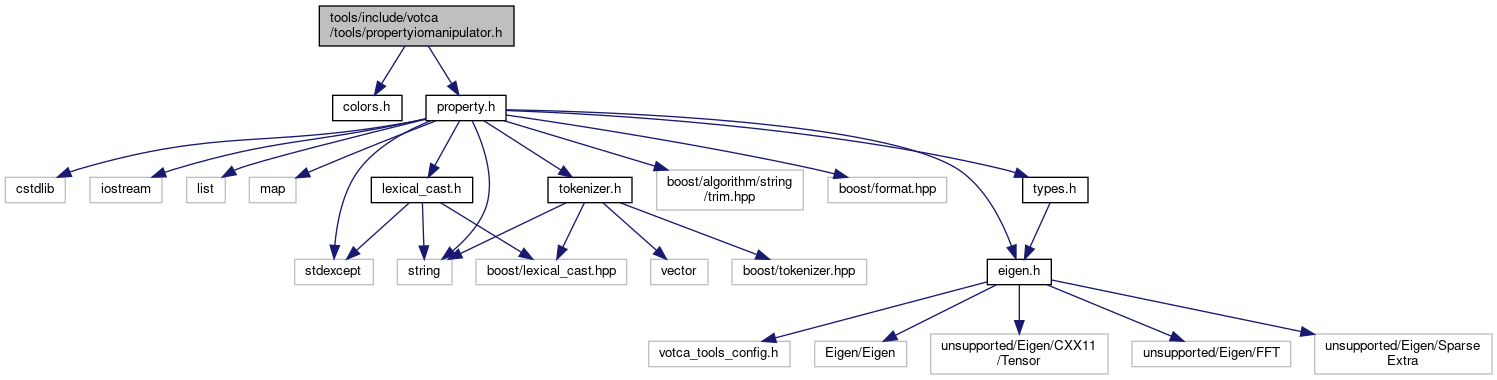 tools/include/votca
/tools/propertyiomanipulator.h
colors.h
property.h
cstdlib
iostream
list
map
lexical_cast.h
tokenizer.h
boost/algorithm/string
/trim.hpp
boost/format.hpp
types.h
stdexcept
string
boost/lexical_cast.hpp
vector
boost/tokenizer.hpp
eigen.h
votca_tools_config.h
Eigen/Eigen
unsupported/Eigen/CXX11
/Tensor
unsupported/Eigen/FFT
unsupported/Eigen/Sparse
Extra